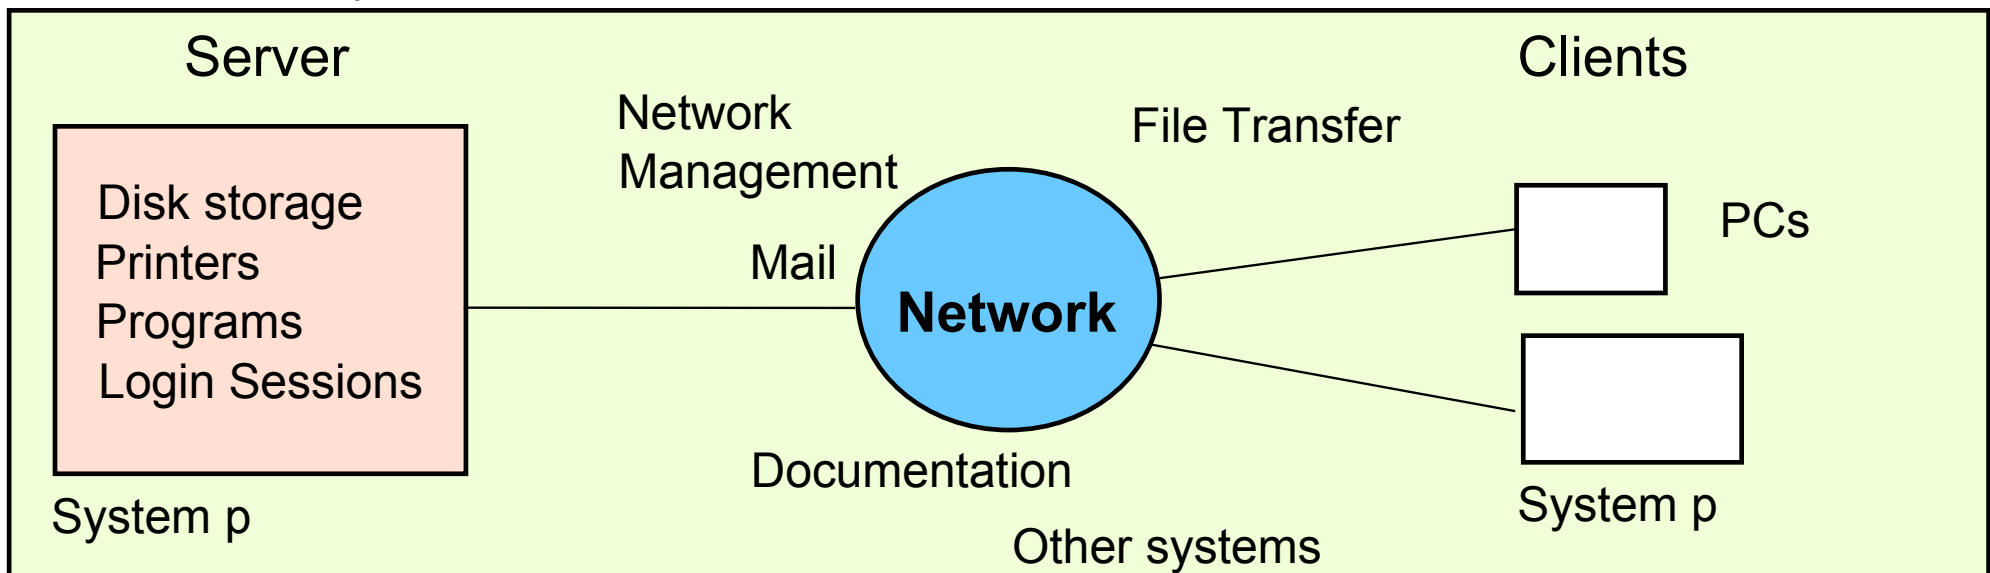 Server
Clients
Network
Management
File Transfer
Disk storage
Printers
Programs
Login Sessions
Mail
Network
PCs
Documentation
System p
System p
Other systems